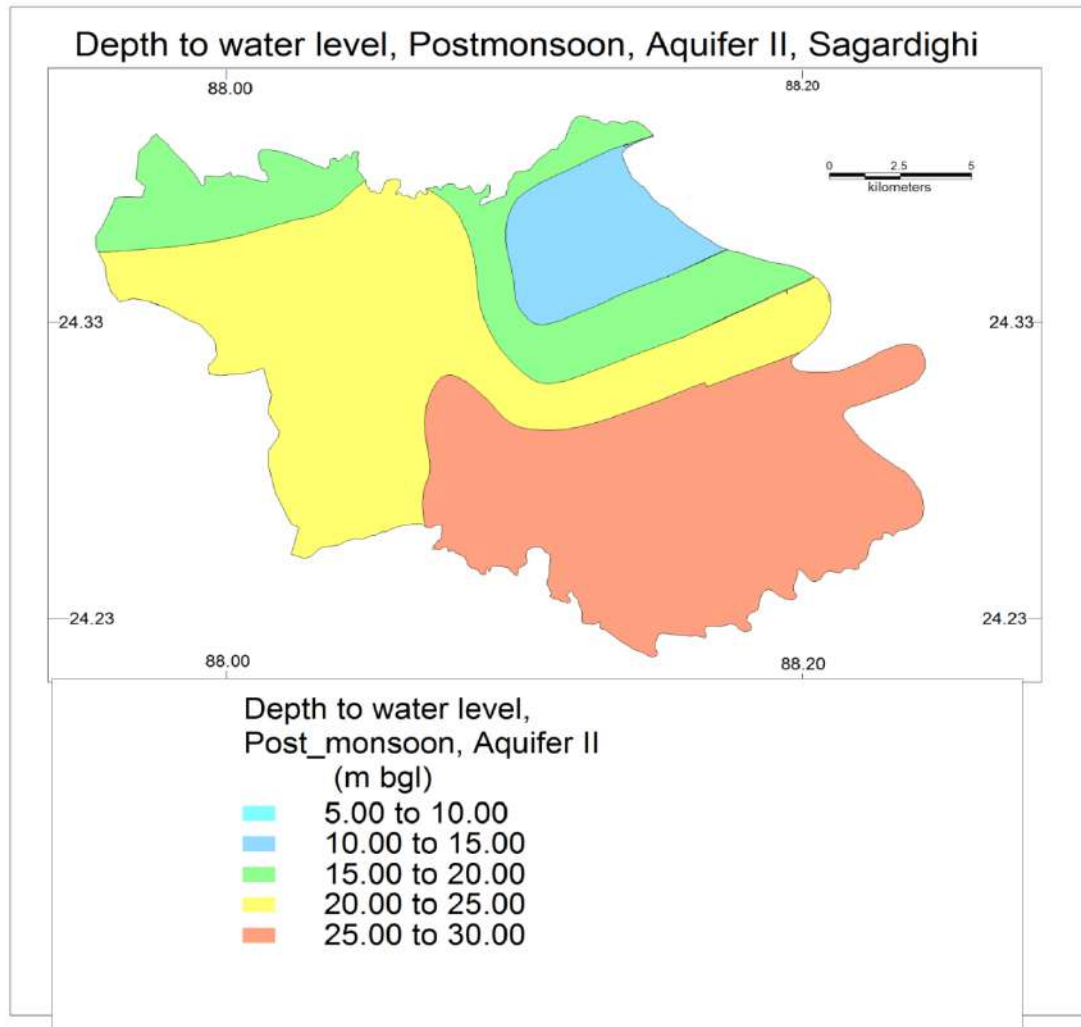 Depth to water level, Postmonsoon, Aquifer II, Sagardighi
88.00
88.20
0 2.5 5
kilometers
24.33
24.33
24.23
24.23
88.00
88.20
Depth to water level,
Post_monsoon, Aquifer II
(m bgl)
5.00 to 10.00
10.00 to 15.00
15.00 to 20.00
20.00 to 25.00
25.00 to 30.00